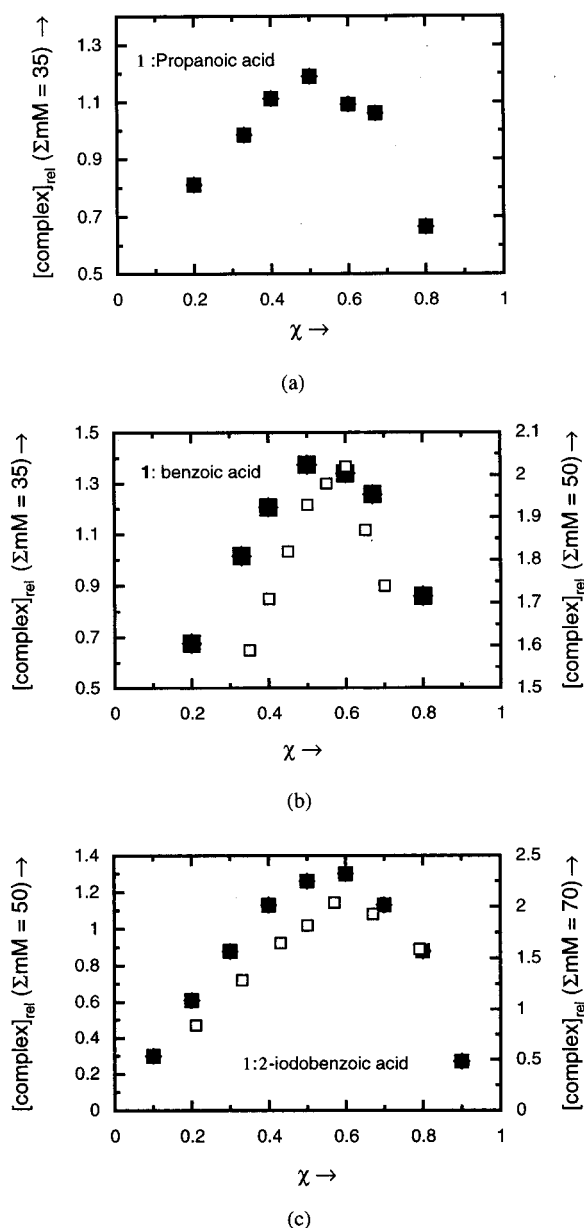 1.3
1.1
0.9
0.7
0.5
[complex]rel (ΣmM = 35) →
1 :Propanoic acid
0 0.2 0.4 0.6 0.8 1
χ →
(a)
1.5
1.3
1.1
0.9
0.7
0.5
[complex]rel (ΣmM = 35) →
1: benzoic acid
2.1
2
1.9
1.8
1.7
1.6
1.5
[complex]rel (ΣmM = 50) →
0 0.2 0.4 0.6 0.8 1
χ →
(b)
1.4
1.2
1
0.8
0.6
0.4
0.2
0
[complex]rel (ΣmM = 50) →
1:2-iodobenzoic acid
2.5
2
1.5
1
0.5
0
[complex]rel (ΣmM = 70) →
0 0.2 0.4 0.6 0.8 1
χ →
(c)